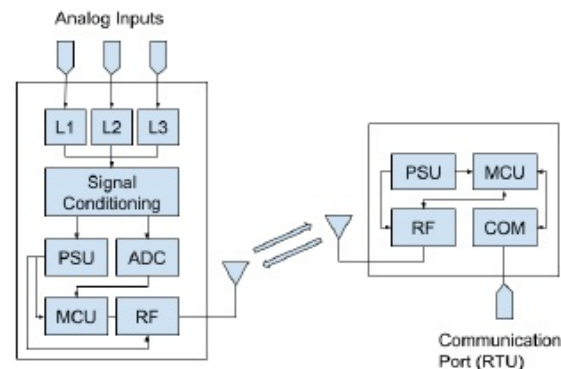 Analog Inputs
L1 L2 L3
Signal
Conditioning
PSU ADC
MCU RF
PSU MCU
RF COM
Communication
Port (RTU)